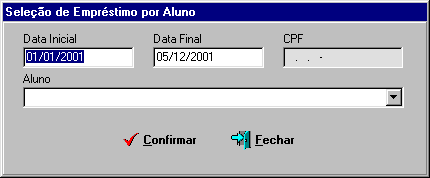 Seleção de Empréstimo por Aluno
Data Inicial Data Final CPF
01/01/2001 05/12/2001 . . -
Aluno
Confirmar Fechar